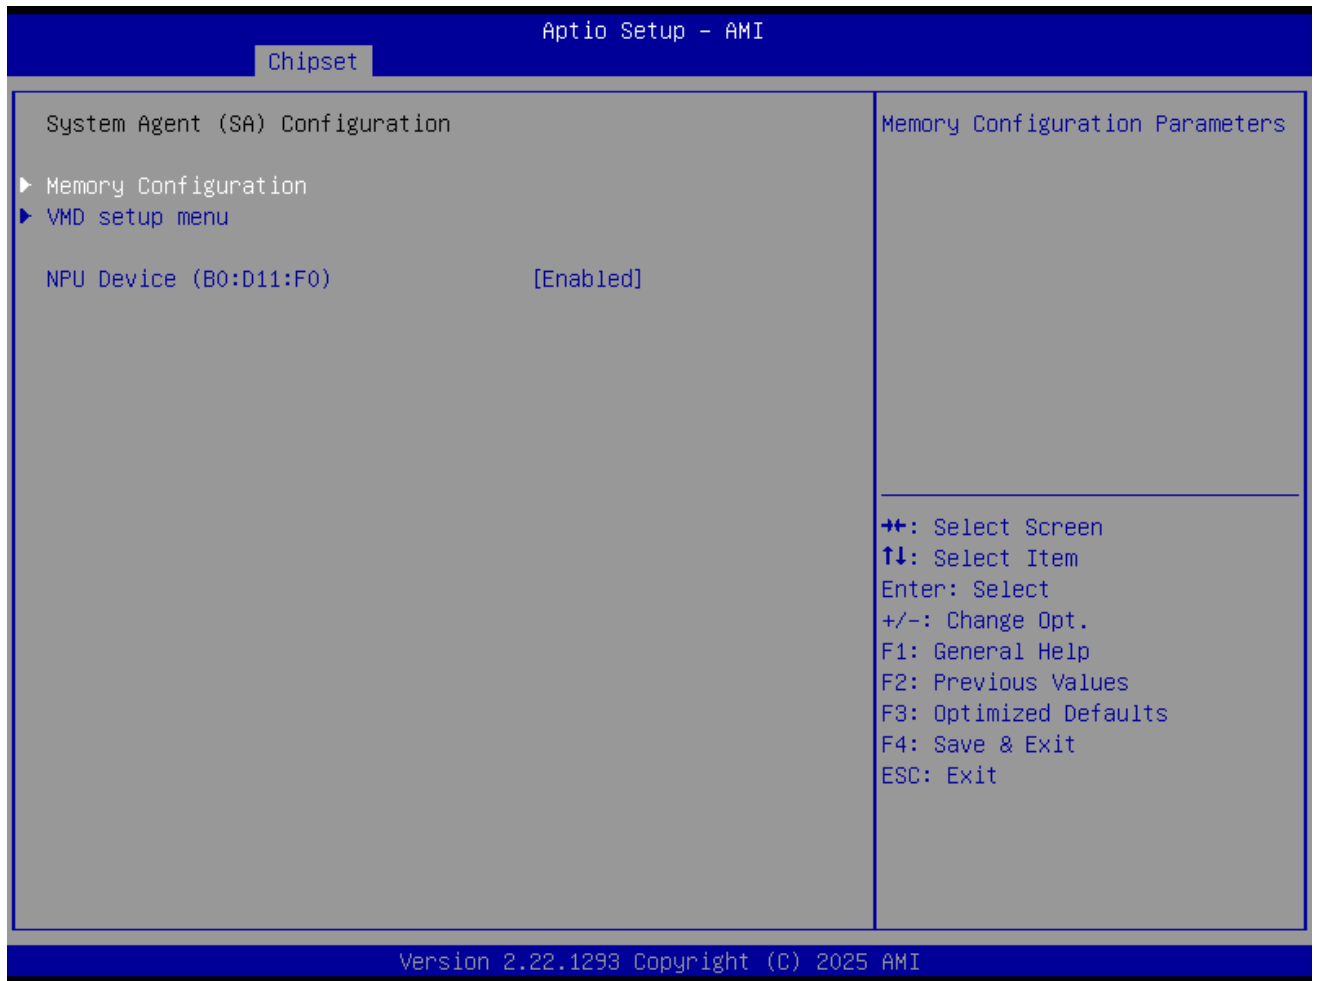 Aptio Setup – AMI
Chipset
System Agent (SA) Configuration
Memory Configuration
VMD setup menu
NPU Device (B0:D11:F0) [Enabled]
Memory Configuration Parameters
→←: Select Screen
↑↓: Select Item
Enter: Select
+/-: Change Opt.
F1: General Help
F2: Previous Values
F3: Optimized Defaults
F4: Save & Exit
ESC: Exit
Version 2.22.1293 Copyright (C) 2025 AMI